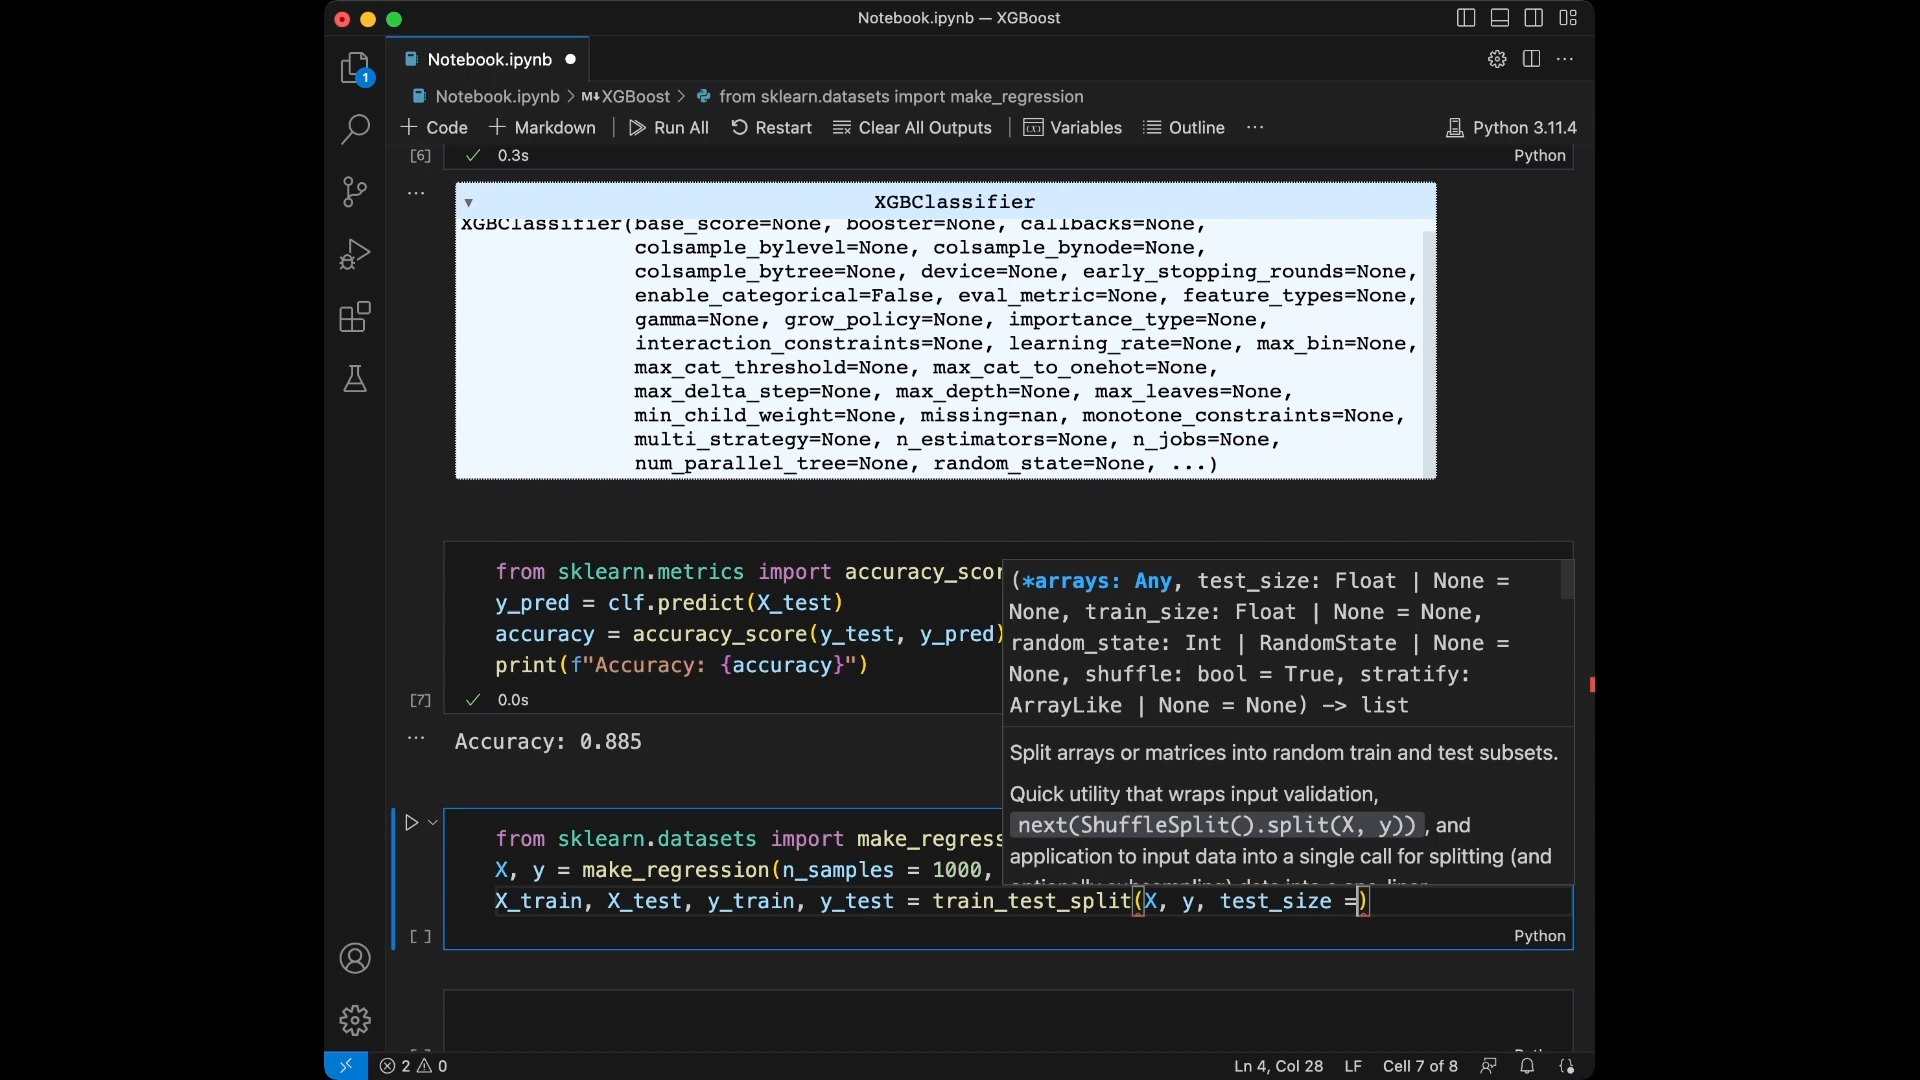 Notebook.ipynb — XGBoost
Notebook.ipynb
1
Notebook.ipynb > M↓XGBoost > from sklearn.datasets import make_regression
+ Code + Markdown Run All Restart Clear All Outputs Variables Outline ... Python 3.11.4
[6] ✓ 0.3s Python
... ▼ XGBClassifier
XGBClassifier(base_score=None, booster=None, callbacks=None,
colsample_bylevel=None, colsample_bynode=None,
colsample_bytree=None, device=None, early_stopping_rounds=None,
enable_categorical=False, eval_metric=None, feature_types=None,
gamma=None, grow_policy=None, importance_type=None,
interaction_constraints=None, learning_rate=None, max_bin=None,
max_cat_threshold=None, max_cat_to_onehot=None,
max_delta_step=None, max_depth=None, max_leaves=None,
min_child_weight=None, missing=nan, monotone_constraints=None,
multi_strategy=None, n_estimators=None, n_jobs=None,
num_parallel_tree=None, random_state=None, ...)
from sklearn.metrics import accuracy_scor
y_pred = clf.predict(X_test)
accuracy = accuracy_score(y_test, y_pred)
print(f"Accuracy: {accuracy}")
[7] ✓ 0.0s
... Accuracy: 0.885
(*arrays: Any, test_size: Float | None =
None, train_size: Float | None = None,
random_state: Int | RandomState | None =
None, shuffle: bool = True, stratify:
ArrayLike | None = None) -> list
Split arrays or matrices into random train and test subsets.
Quick utility that wraps input validation,
next(ShuffleSplit().split(X, y)) , and
application to input data into a single call for splitting (and
from sklearn.datasets import make_regress
X, y = make_regression(n_samples = 1000,
X_train, X_test, y_train, y_test = train_test_split(X, y, test_size =)
[ ] Python
2 0 Ln 4, Col 28 LF Cell 7 of 8